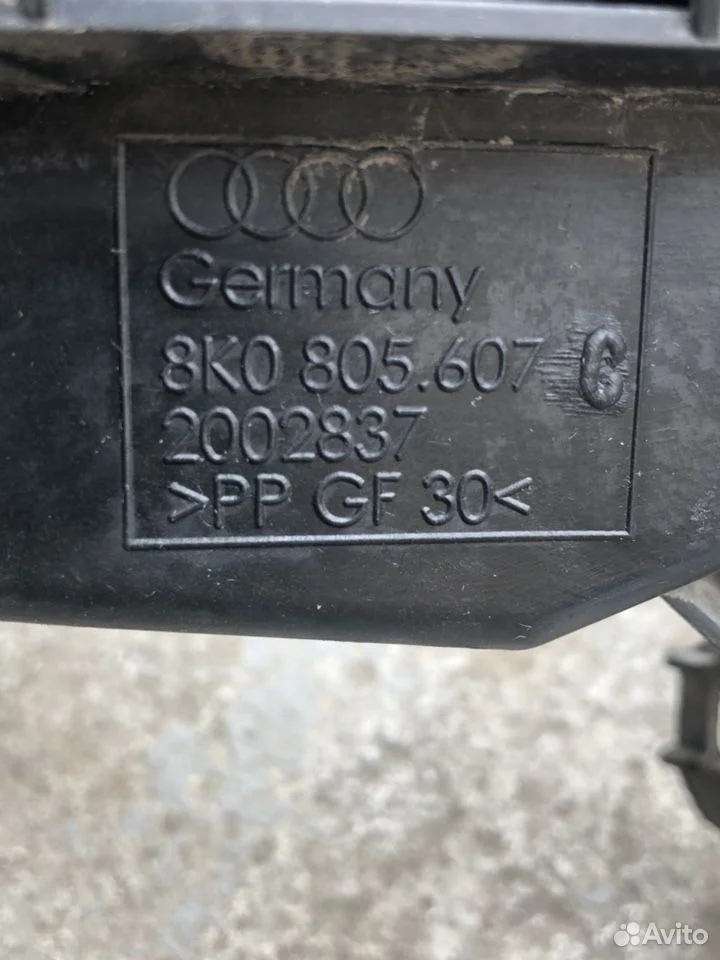 Germany
8K0 805.607 G
2002837
>PP GF 30<
Avito